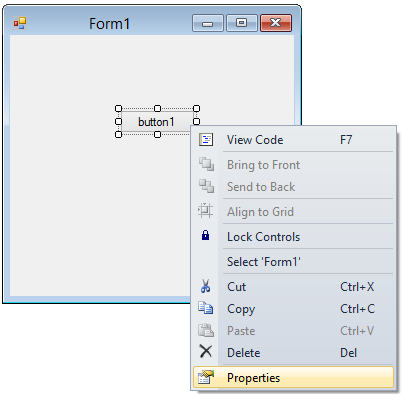 Form1
button1
View Code F7
Bring to Front
Send to Back
Align to Grid
Lock Controls
Select 'Form1'
Cut Ctrl+X
Copy Ctrl+C
Paste Ctrl+V
Delete Del
Properties